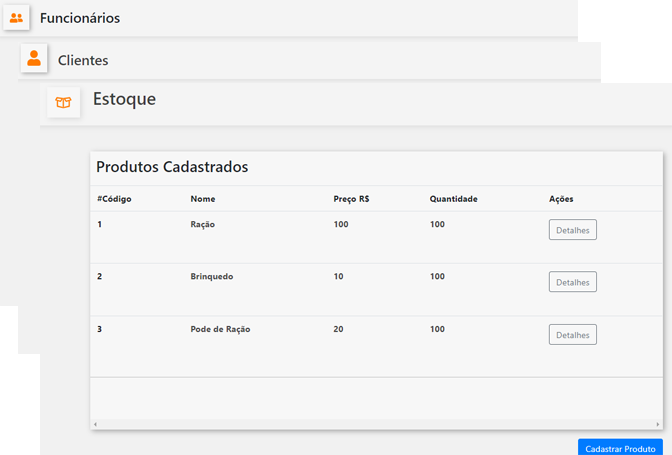 Funcionários
Clientes
Estoque
Produtos Cadastrados
#Código Nome Preço R$ Quantidade Ações
1 Ração 100 100 Detalhes
2 Brinquedo 10 100 Detalhes
3 Pode de Ração 20 100 Detalhes
Cadastrar Produto